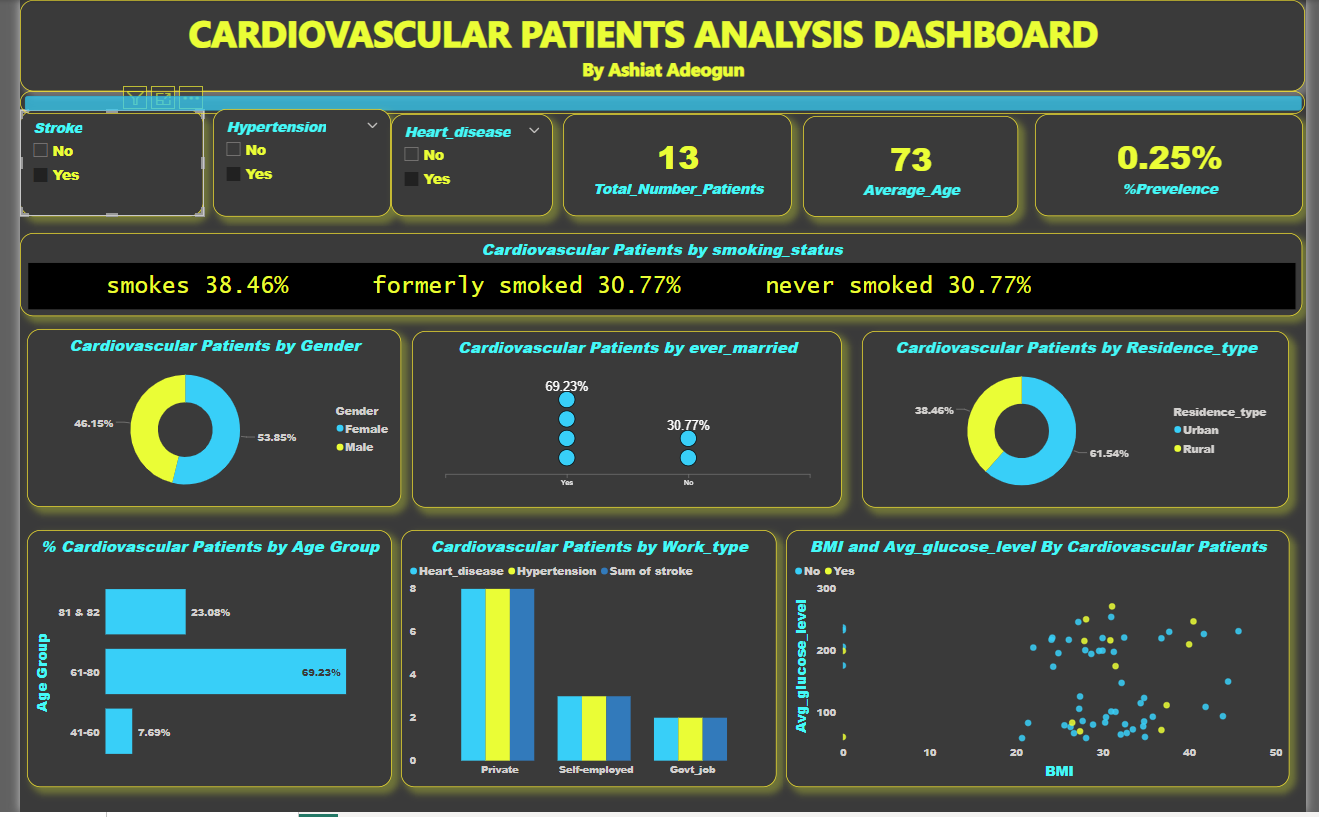 CARDIOVASCULAR PATIENTS ANALYSIS DASHBOARD
By Ashiat Adeogun
Stroke
No
Yes
Hypertension
No
Yes
Heart_disease
No
Yes
13
Total_Number_Patients
73
Average_Age
0.25%
%Prevelence
Cardiovascular Patients by smoking_status
smokes 38.46% formerly smoked 30.77% never smoked 30.77%
Cardiovascular Patients by Gender
46.15%
53.85%
Gender
Female
Male
Cardiovascular Patients by ever_married
69.23%
30.77%
Yes
No
Cardiovascular Patients by Residence_type
38.46%
61.54%
Residence_type
Urban
Rural
% Cardiovascular Patients by Age Group
Age Group
81 & 82
23.08%
61-80
69.23%
41-60
7.69%
Cardiovascular Patients by Work_type
Heart_disease Hypertension Sum of stroke
8
6
4
2
0
Private Self-employed Govt_job
BMI and Avg_glucose_level By Cardiovascular Patients
No Yes
Avg_glucose_level
300
200
100
0 10 20 30 40 50
BMI